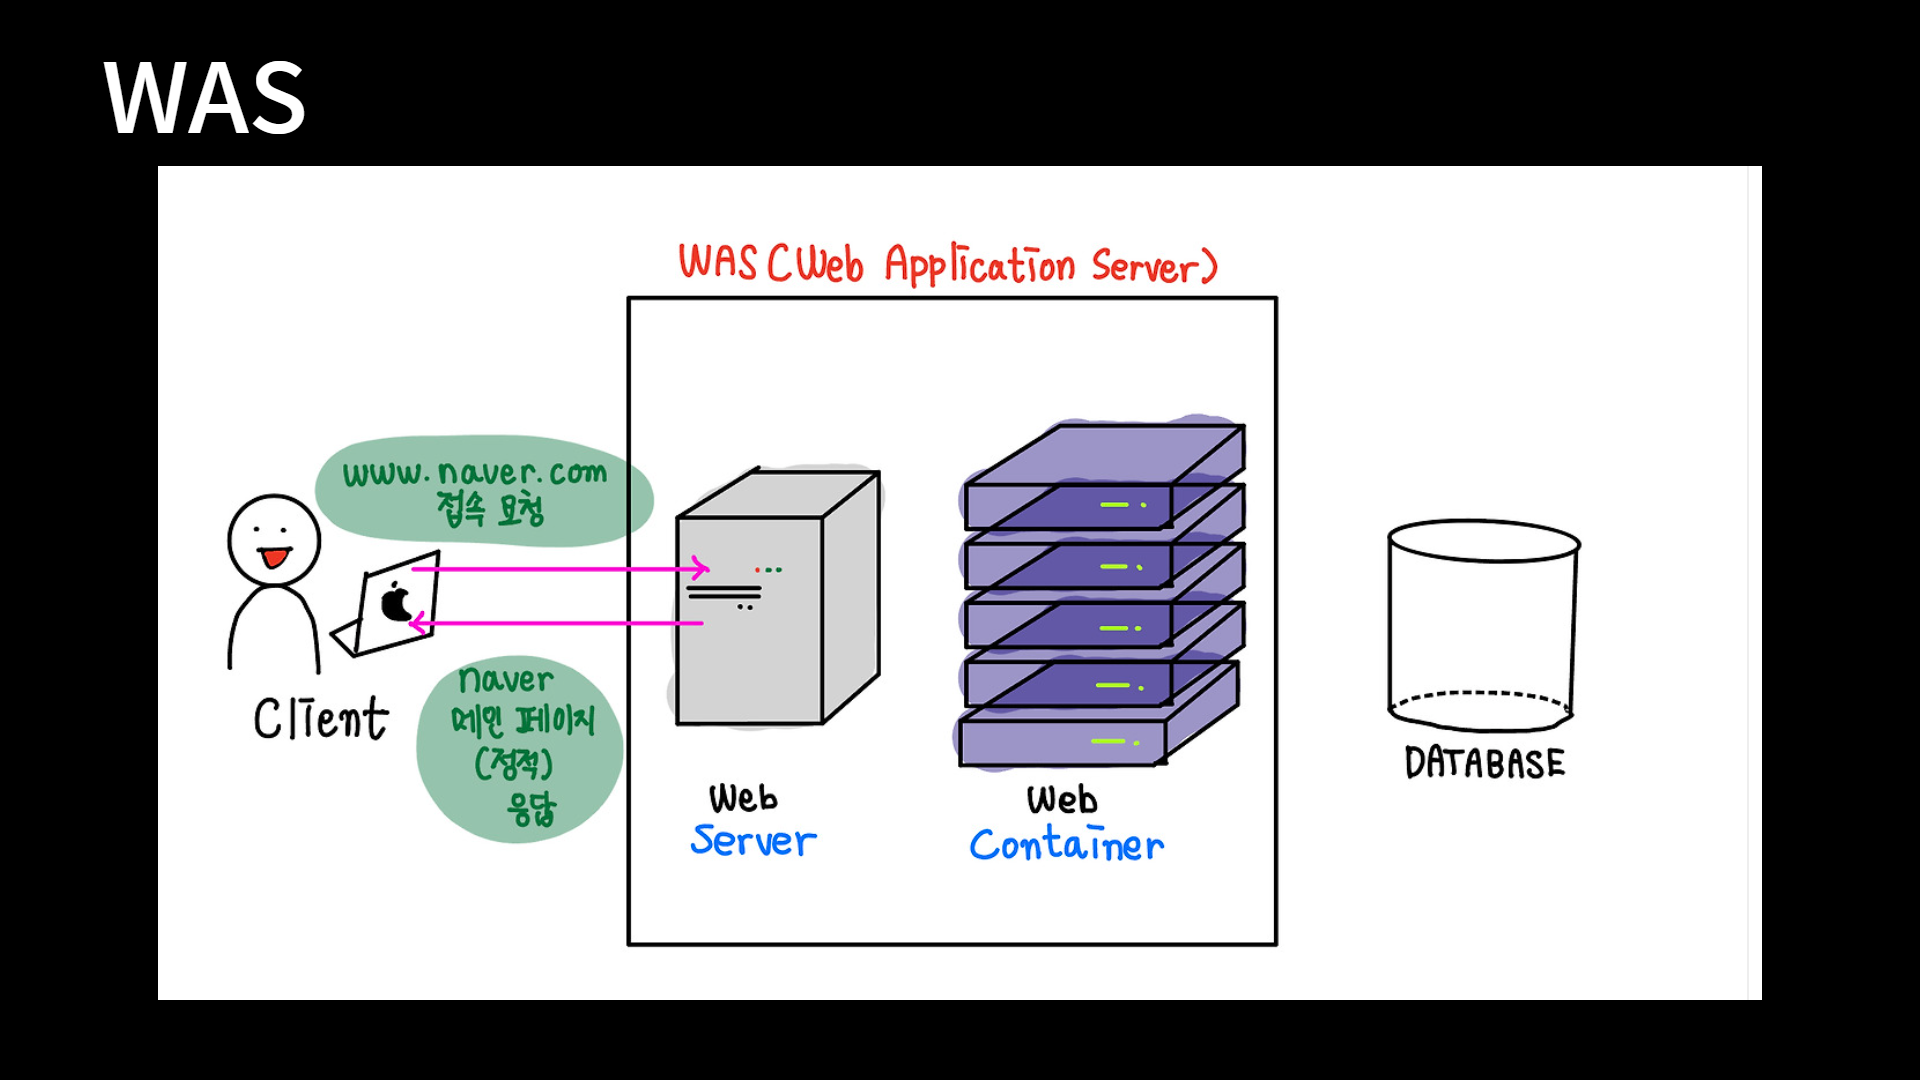 WAS
WAS (Web Application Server)
www.naver.com
접속 요청
Client
naver
메인 페이지
(정적)
응답
Web
Server
Web
Container
DATABASE